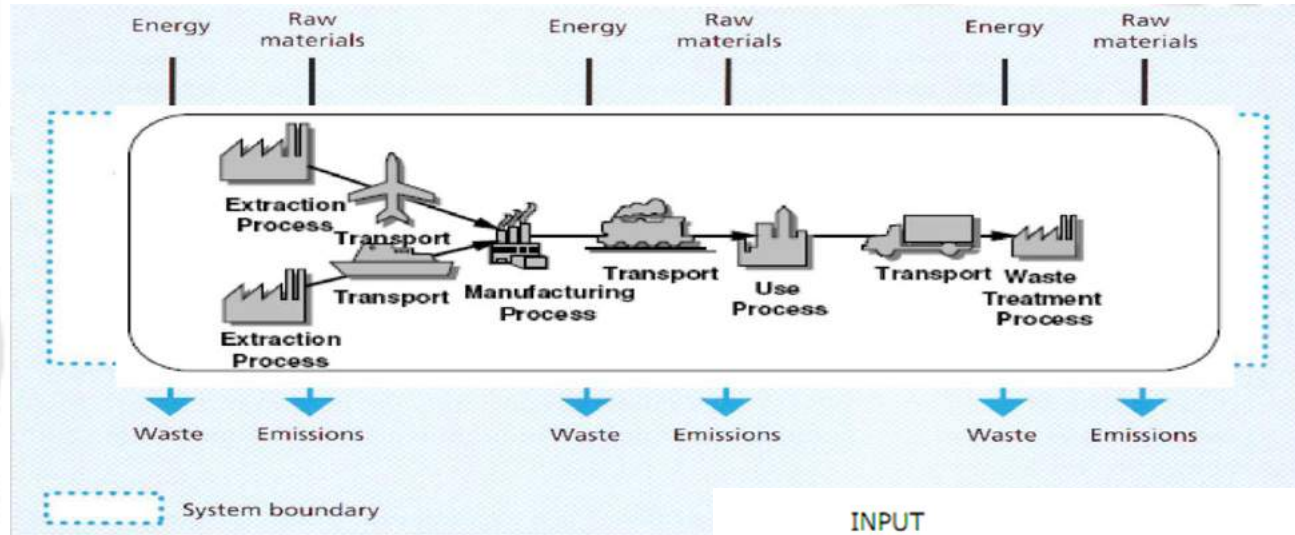 Energy
Raw
materials
Energy
Raw
materials
Energy
Raw
materials
Extraction
Process
Transport
Transport
Extraction
Process
Manufacturing
Process
Transport
Use
Process
Transport
Waste
Treatment
Process
Waste
Emissions
Waste
Emissions
Waste
Emissions
System boundary
INPUT